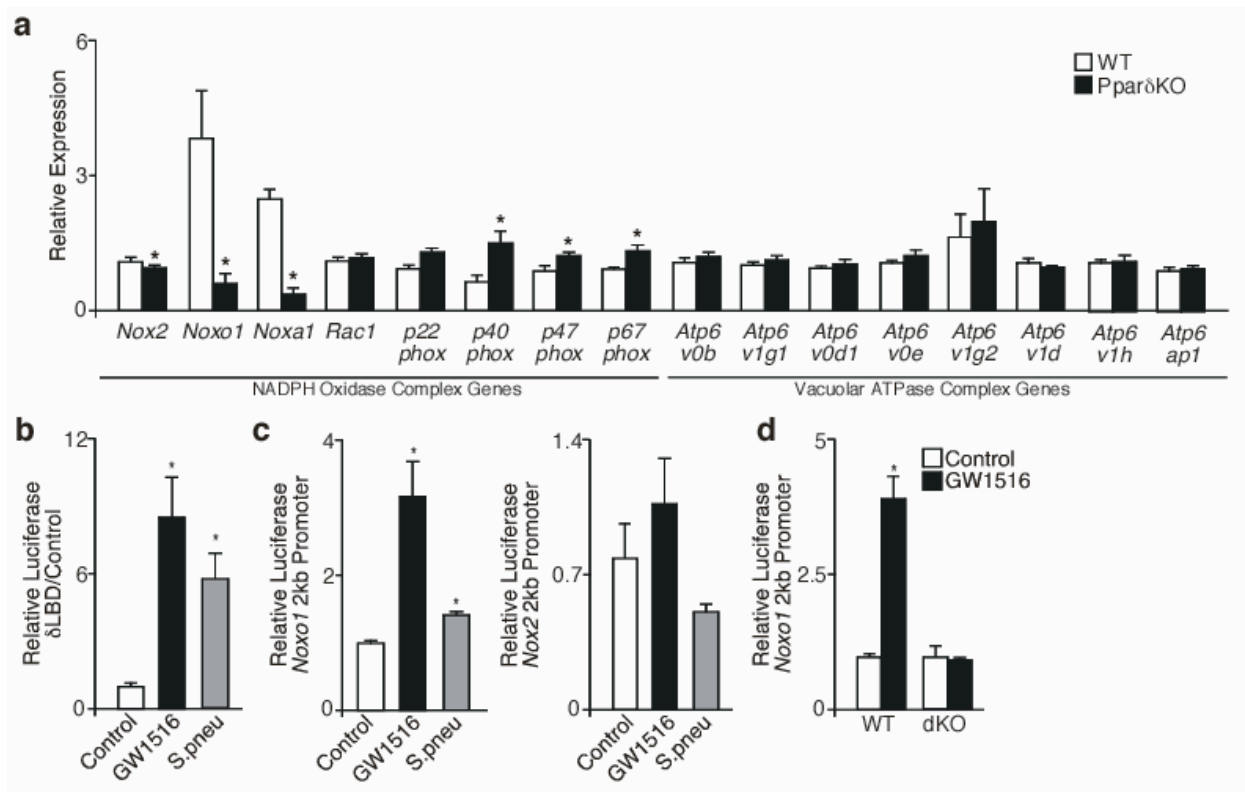 a
6
3
0
Relative Expression
WT
PparδKO
* * * * * *
Nox2 Noxo1 Noxa1 Rac1 p22 p40 p47 p67 Atp6 Atp6 Atp6 Atp6 Atp6 Atp6 Atp6 Atp6
phox phox phox phox v0b v1g1 v0d1 v0e v1g2 v1d v1h ap1
NADPH Oxidase Complex Genes Vacuolar ATPase Complex Genes
b
12
6
0
Relative Luciferase
δLBD/Control
* *
Control GW1516 S.pneu
c
4
2
0
Relative Luciferase
Noxo1 2kb Promoter
* *
Control GW1516 S.pneu
1.4
0.7
0
Relative Luciferase
Nox2 2kb Promoter
Control GW1516 S.pneu
d
5
2.5
0
Relative Luciferase
Noxo1 2kb Promoter
*
Control
GW1516
WT dKO